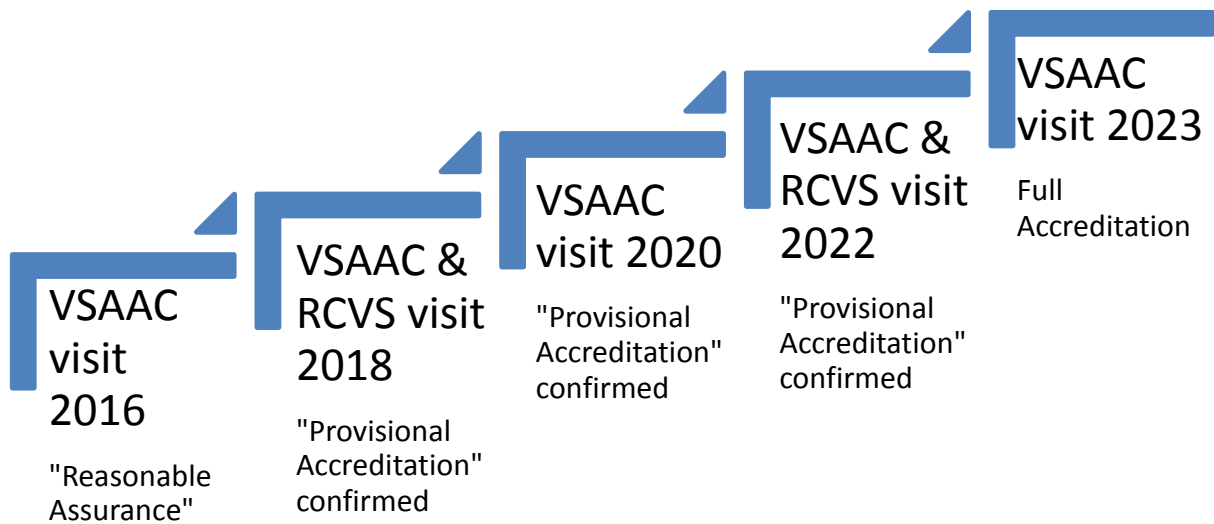 VSAAC
visit
2016
"Reasonable
Assurance"
VSAAC &
RCVS visit
2018
"Provisional
Accreditation"
confirmed
VSAAC
visit 2020
"Provisional
Accreditation"
confirmed
VSAAC &
RCVS visit
2022
"Provisional
Accreditation"
confirmed
VSAAC
visit 2023
Full
Accreditation